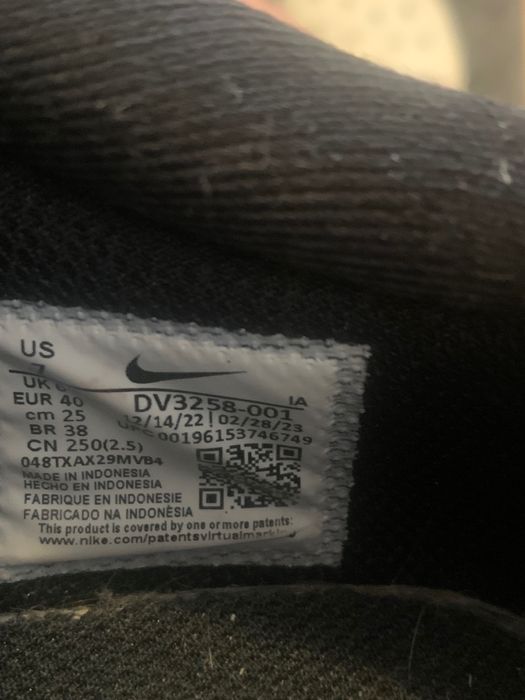 US
7
UK 6
EUR 40
cm 25
BR 38
CN 250(2.5)
048TXAX29MVB4
MADE IN INDONESIA
HECHO EN INDONESIA
FABRIQUE EN INDONESIE
FABRICADO NA INDONÉSIA
IA
DV3258-001
12/14/22 | 02/28/23
UPC 00196153746749
This product is covered by one or more patents:
www.nike.com/patentsvirtualmarking